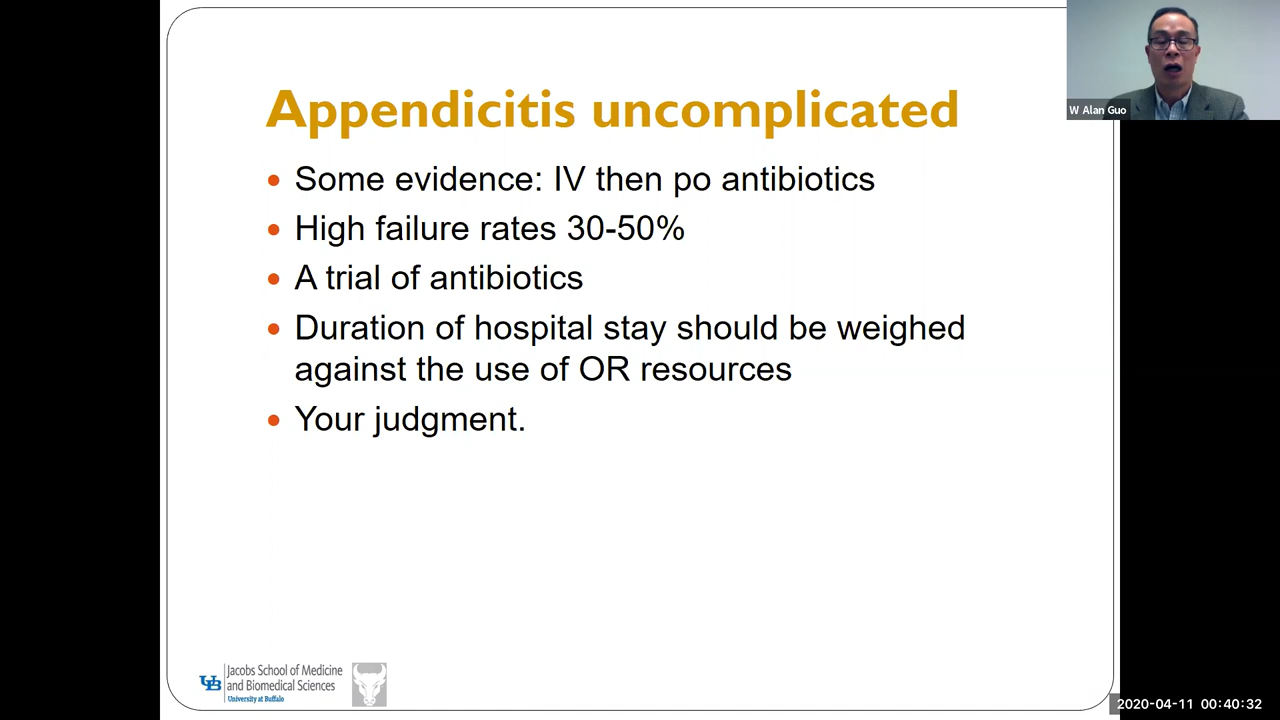 W Alan Guo
Appendicitis uncomplicated
Some evidence: IV then po antibiotics
High failure rates 30-50%
A trial of antibiotics
Duration of hospital stay should be weighed
against the use of OR resources
Your judgment.
UB
Jacobs School of Medicine
and Biomedical Sciences
University at Buffalo
2020-04-11 00:40:32